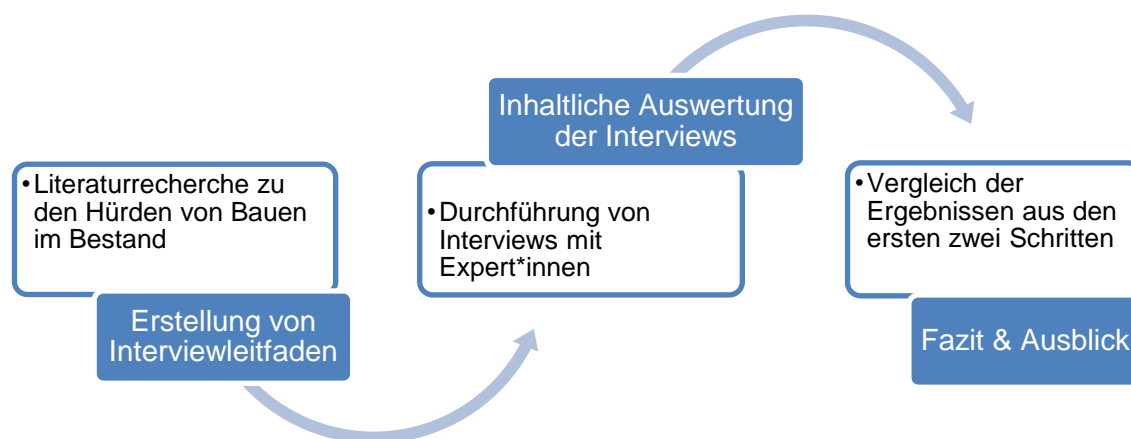 •Literaturrecherche zu
den Hürden von Bauen
im Bestand
Erstellung von
Interviewleitfaden
Inhaltliche Auswertung
der Interviews
•Durchführung von
Interviews mit
Expert*innen
•Vergleich der
Ergebnissen aus den
ersten zwei Schritten
Fazit & Ausblick